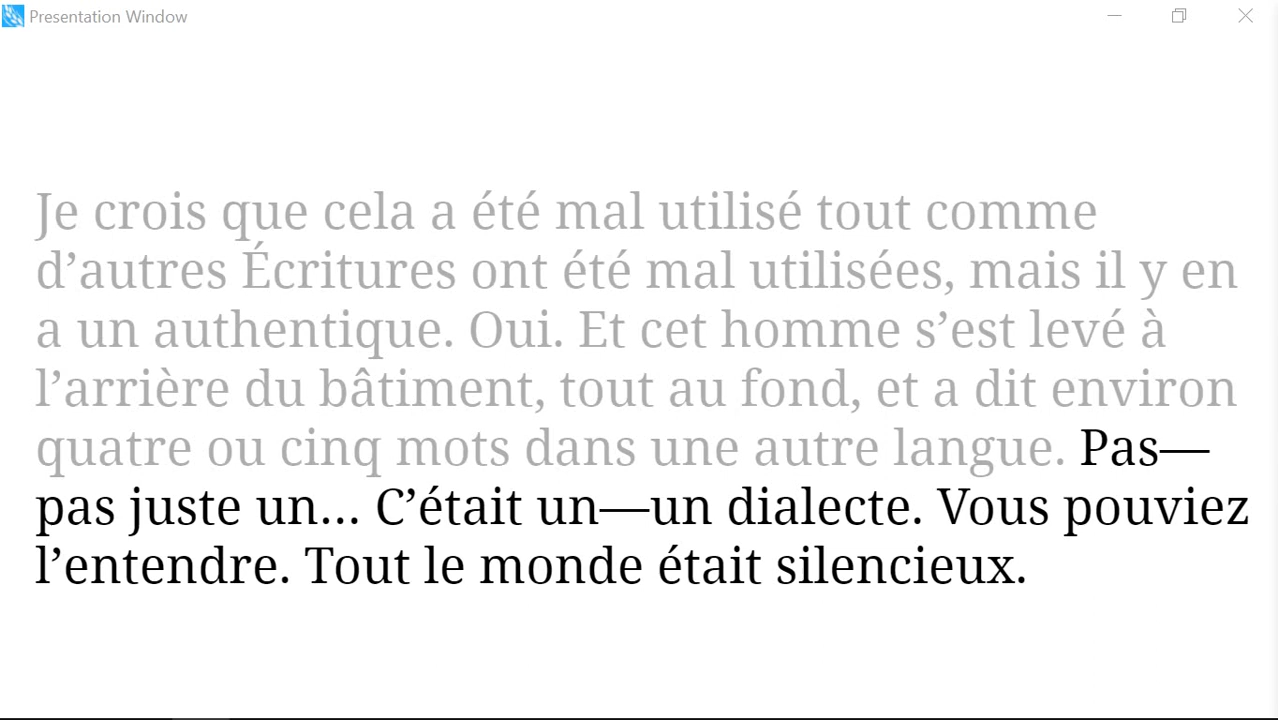 Presentation Window
Je crois que cela a été mal utilisé tout comme
d’autres Écritures ont été mal utilisées, mais il y en
a un authentique. Oui. Et cet homme s’est levé à
l’arrière du bâtiment, tout au fond, et a dit environ
quatre ou cinq mots dans une autre langue. Pas—
pas juste un... C’était un—un dialecte. Vous pouviez
l’entendre. Tout le monde était silencieux.